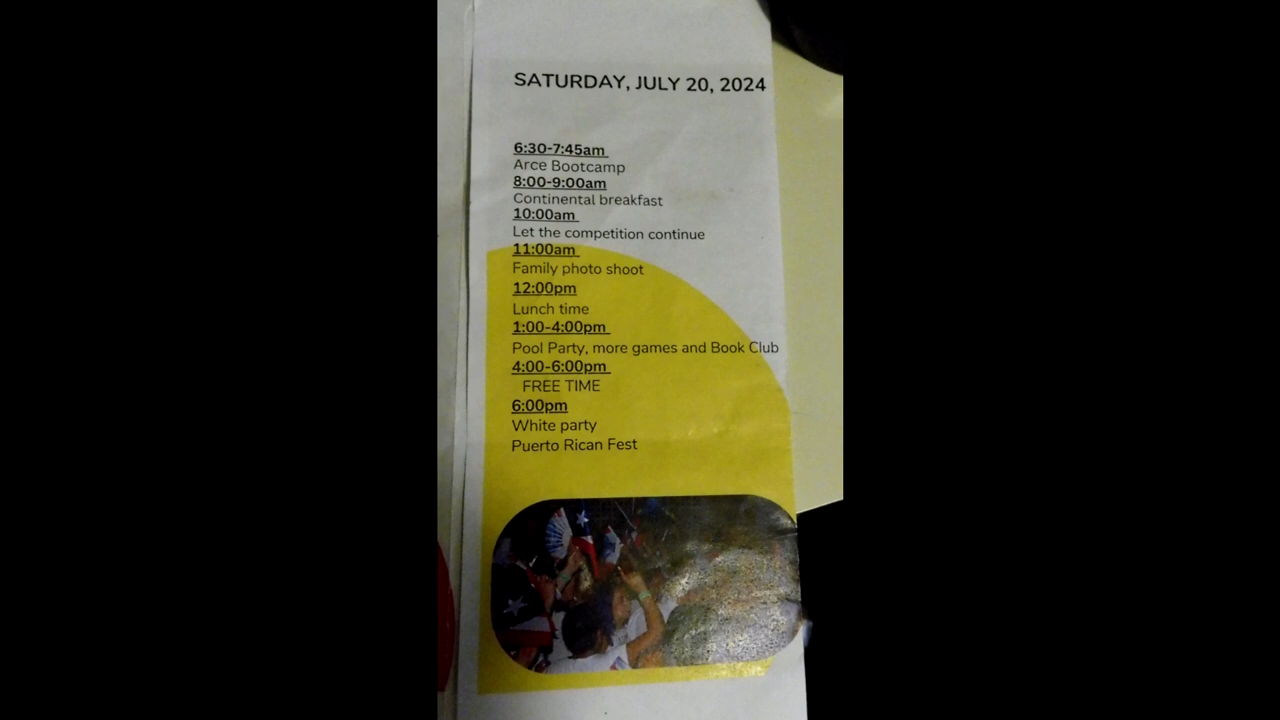 SATURDAY, JULY 20, 2024
6:30-7:45am
Arce Bootcamp
8:00-9:00am
Continental breakfast
10:00am
Let the competition continue
11:00am
Family photo shoot
12:00pm
Lunch time
1:00-4:00pm
Pool Party, more games and Book Club
4:00-6:00pm
FREE TIME
6:00pm
White party
Puerto Rican Fest